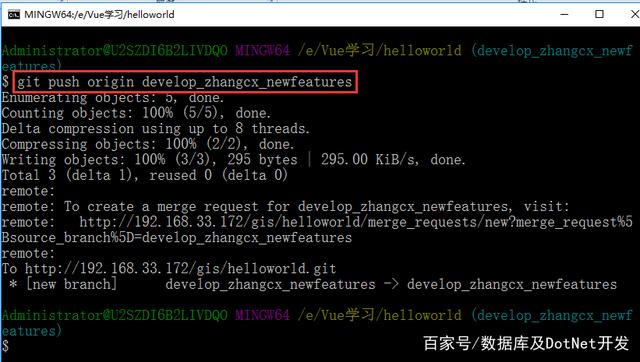 MINGW64:/e/Vue学习/helloworld
Administrator@U2SZDI6B2LIVDQO MINGW64 /e/Vue学习/helloworld (develop_zhangcx_newf
eatures)
$ git push origin develop_zhangcx_newfeatures
Enumerating objects: 5, done.
Counting objects: 100% (5/5), done.
Delta compression using up to 8 threads.
Compressing objects: 100% (2/2), done.
Writing objects: 100% (3/3), 295 bytes | 295.00 KiB/s, done.
Total 3 (delta 1), reused 0 (delta 0)
remote:
remote: To create a merge request for develop_zhangcx_newfeatures, visit:
remote:   http://192.168.33.172/gis/helloworld/merge_requests/new?merge_request%5
Bsource_branch%5D=develop_zhangcx_newfeatures
remote:
To http://192.168.33.172/gis/helloworld.git
 * [new branch]      develop_zhangcx_newfeatures -> develop_zhangcx_newfeatures
Administrator@U2SZDI6B2LIVDQO MINGW64 /e/Vue学习/helloworld (develop_zhangcx_newf
eatures)
$
百家号/数据库及DotNet开发